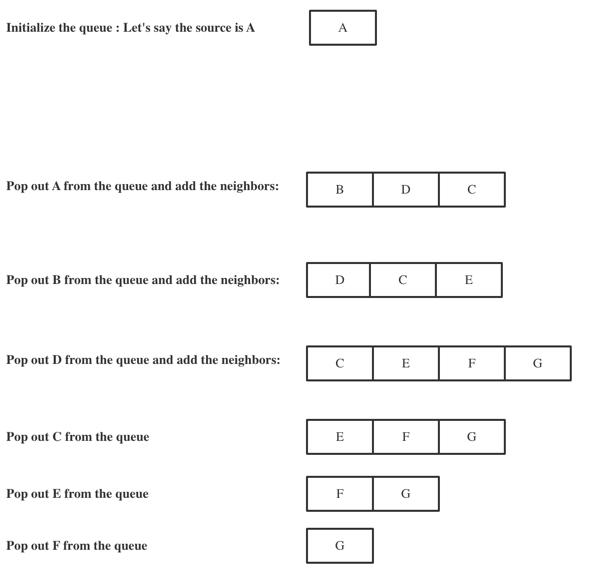 Initialize the queue : Let's say the source is A A
Pop out A from the queue and add the neighbors: B D C
Pop out B from the queue and add the neighbors: D C E
Pop out D from the queue and add the neighbors: C E F G
Pop out C from the queue E F G
Pop out E from the queue F G
Pop out F from the queue G